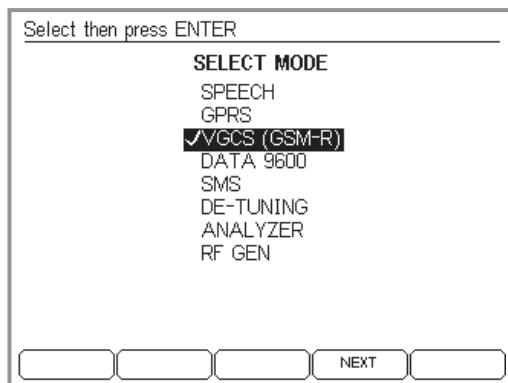 Select then press ENTER
SELECT MODE
SPEECH
GPRS
✓VGCS (GSM-R)
DATA 9600
SMS
DE-TUNING
ANALYZER
RF GEN
NEXT